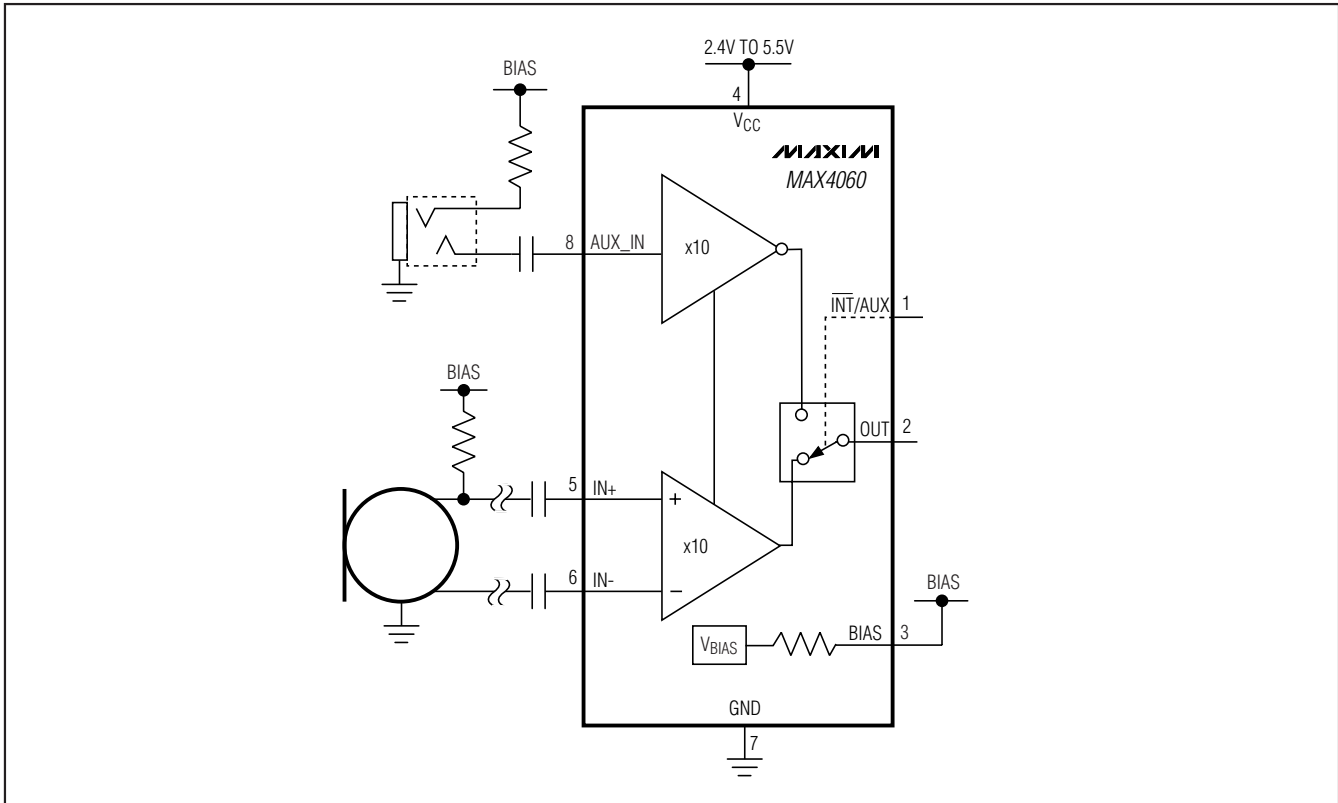 2.4V TO 5.5V
BIAS
4
VCC
MAXIM
MAX4060
8 AUX_IN
x10
I̅N̅T̅/AUX 1
BIAS
OUT 2
5 IN+
+
x10
6 IN-
−
BIAS
VBIAS
BIAS 3
GND
7